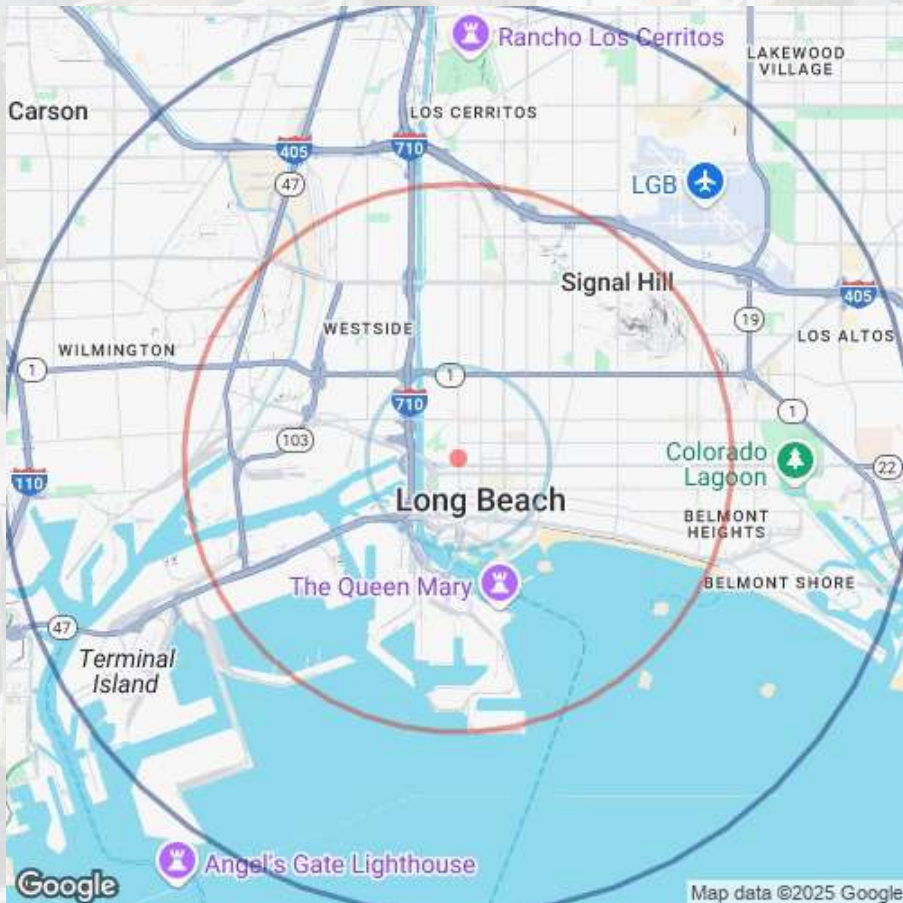 Rancho Los Cerritos
LAKEWOOD
VILLAGE
Carson
LOS CERRITOS
405
710
47
LGB
Signal Hill
405
19
WESTSIDE
LOS ALTOS
WILMINGTON
1
1
710
1
103
Colorado
Lagoon
22
110
Long Beach
BELMONT
HEIGHTS
The Queen Mary
BELMONT SHORE
47
Terminal
Island
Angel's Gate Lighthouse
Google
Map data ©2025 Google